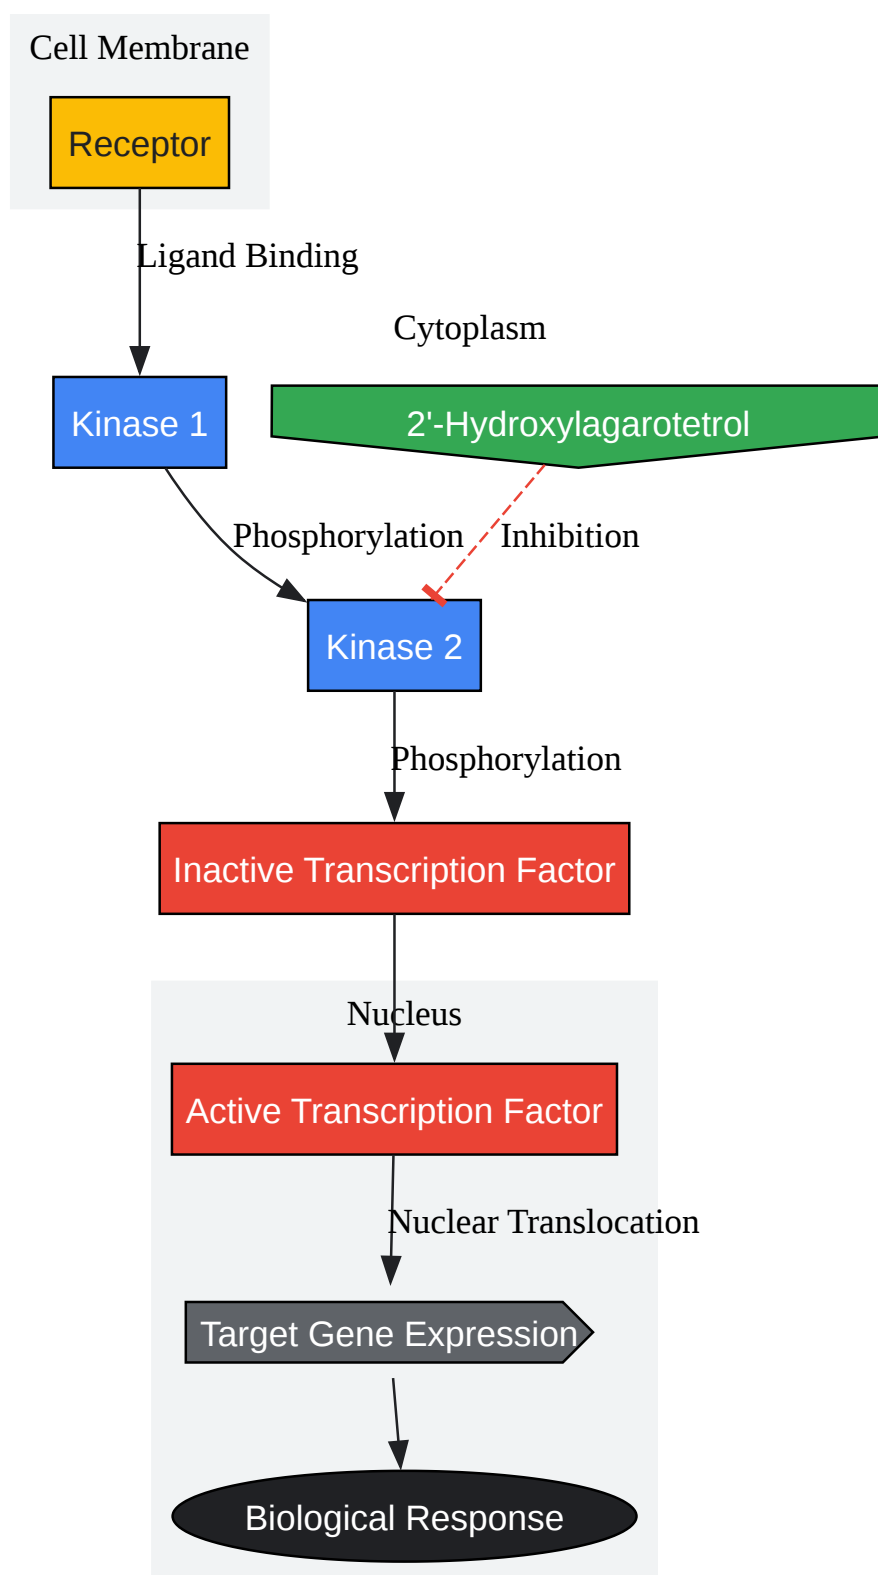 Cell Membrane
Receptor
Ligand Binding
Cytoplasm
Kinase 1
2'-Hydroxylagarotetrol
Phosphorylation
Inhibition
Kinase 2
Phosphorylation
Inactive Transcription Factor
Nucleus
Active Transcription Factor
Nuclear Translocation
Target Gene Expression
Biological Response